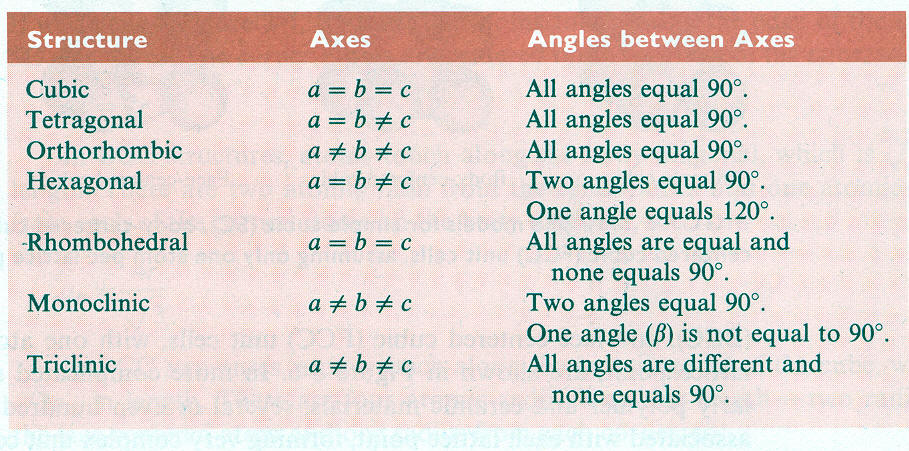 Structure Axes Angles between Axes
Cubic a = b = c All angles equal 90°.
Tetragonal a = b ≠ c All angles equal 90°.
Orthorhombic a ≠ b ≠ c All angles equal 90°.
Hexagonal a = b ≠ c Two angles equal 90°.
One angle equals 120°.
Rhombohedral a = b = c All angles are equal and
none equals 90°.
Monoclinic a ≠ b ≠ c Two angles equal 90°.
One angle (β) is not equal to 90°.
Triclinic a ≠ b ≠ c All angles are different and
none equals 90°.